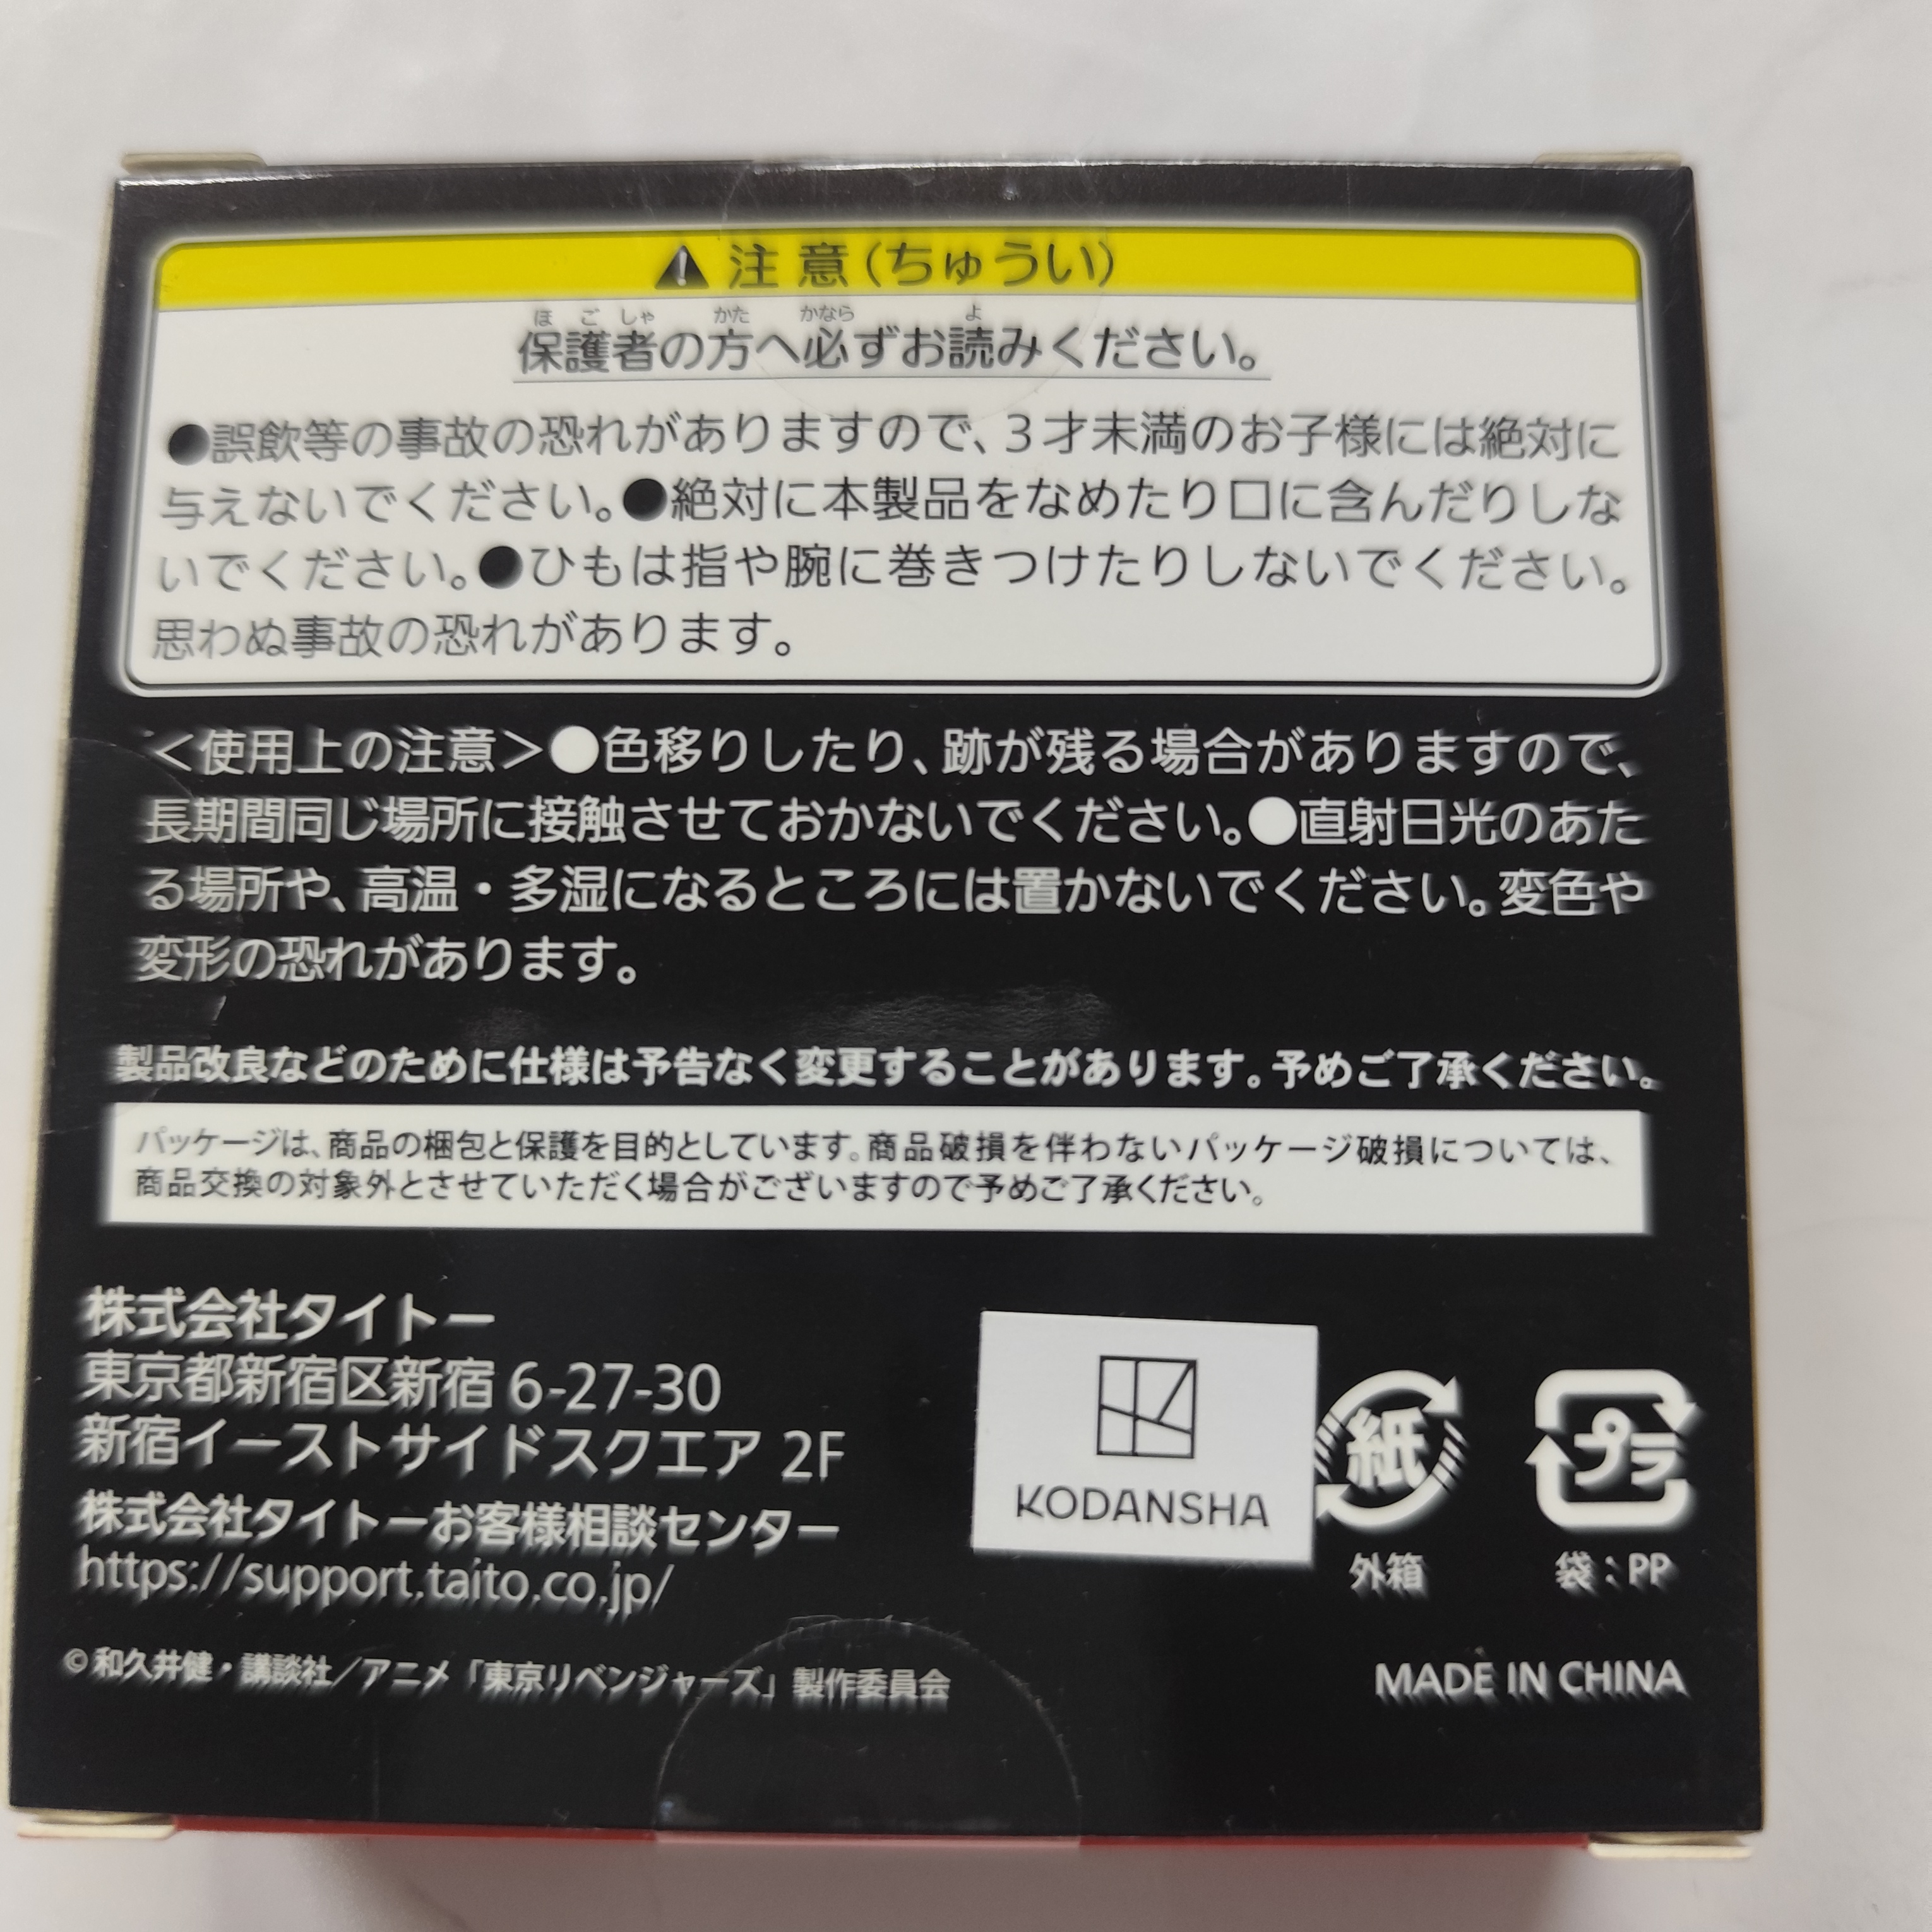 注意（ちゅうい）
保護者の方へ必ずお読みください。
●誤飲等の事故の恐れがありますので、3才未満のお子様には絶対に
与えないでください。●絶対に本製品をなめたり口に含んだりしな
いでください。●ひもは指や腕に巻きつけたりしないでください。
思わぬ事故の恐れがあります。
＜使用上の注意＞●色移りしたり、跡が残る場合がありますので、
長期間同じ場所に接触させておかないでください。●直射日光のあた
る場所や、高温・多湿になるところには置かないでください。変色や
変形の恐れがあります。
製品改良などのために仕様は予告なく変更することがあります。予めご了承ください。
パッケージは、商品の梱包と保護を目的としています。商品破損を伴わないパッケージ破損については、
商品交換の対象外とさせていただく場合がございますので予めご了承ください。
株式会社タイトー
東京都新宿区新宿 6-27-30
新宿イーストサイドスクエア 2F
株式会社タイトーお客様相談センター
https://support.taito.co.jp/
KODANSHA
紙
外箱
プラ
袋：PP
©和久井健・講談社／アニメ「東京リベンジャーズ」製作委員会
MADE IN CHINA